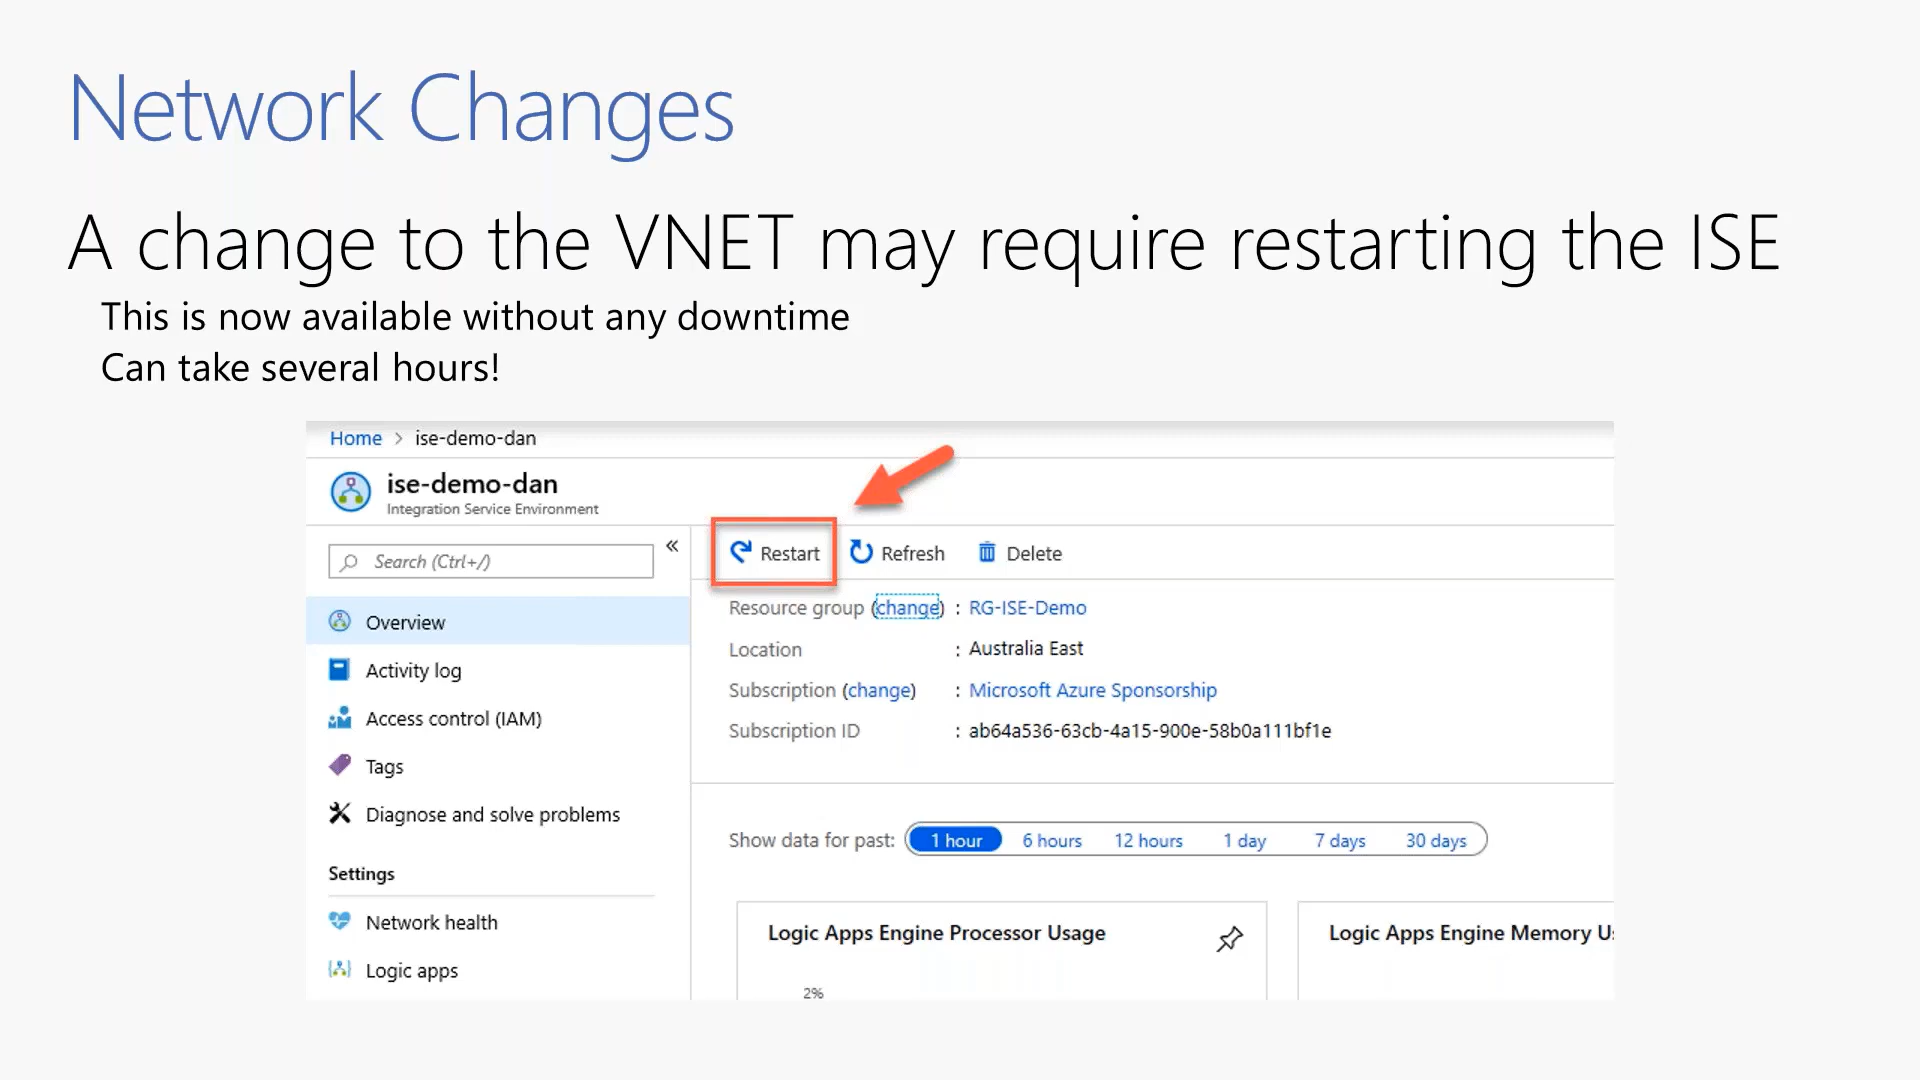 Network Changes
A change to the VNET may require restarting the ISE
This is now available without any downtime
Can take several hours!
Home > ise-demo-dan
ise-demo-dan
Integration Service Environment
Search (Ctrl+/)
«
Overview
Activity log
Access control (IAM)
Tags
Diagnose and solve problems
Settings
Network health
Logic apps
Restart Refresh Delete
Resource group (change) : RG-ISE-Demo
Location : Australia East
Subscription (change) : Microsoft Azure Sponsorship
Subscription ID : ab64a536-63cb-4a15-900e-58b0a111bf1e
Show data for past: 1 hour 6 hours 12 hours 1 day 7 days 30 days
Logic Apps Engine Processor Usage
2%
Logic Apps Engine Memory